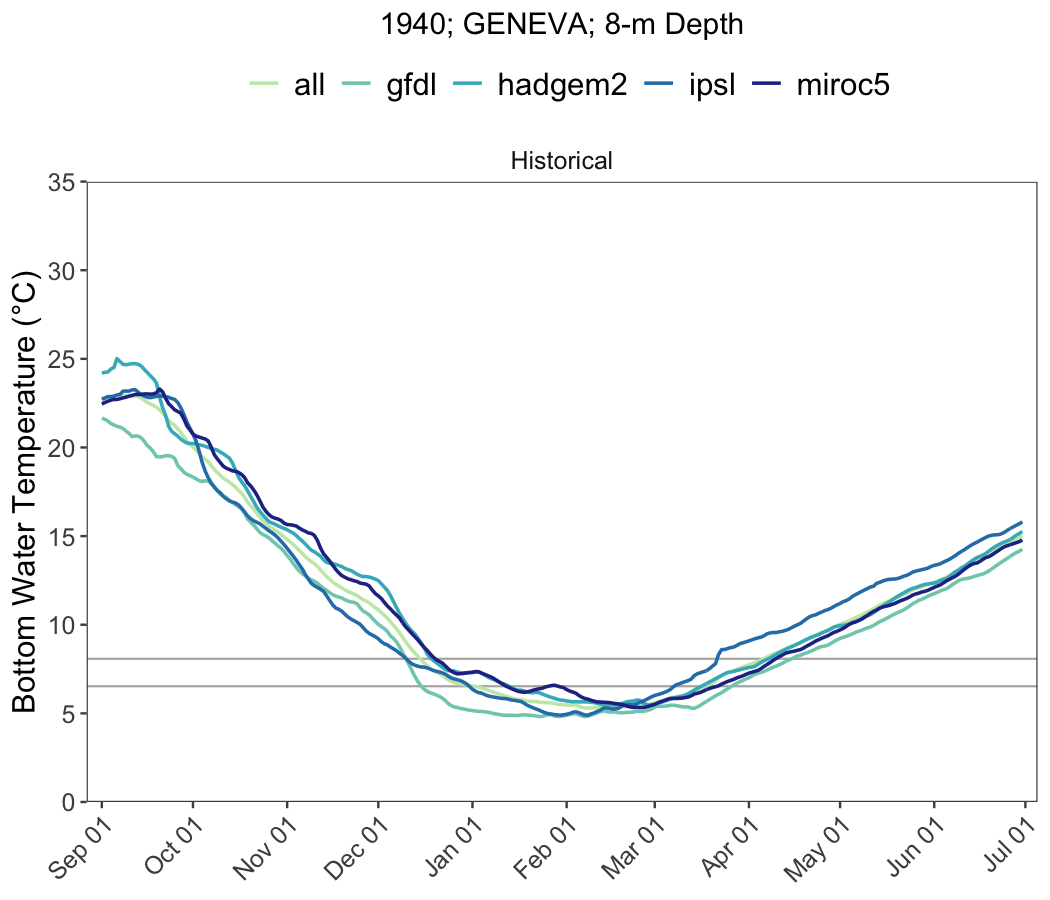 1940; GENEVA; 8-m Depth
all gfdl hadgem2 ipsl miroc5
Historical
Bottom Water Temperature (°C)
35
30
25
20
15
10
5
0
Sep 01 Oct 01 Nov 01 Dec 01 Jan 01 Feb 01 Mar 01 Apr 01 May 01 Jun 01 Jul 01